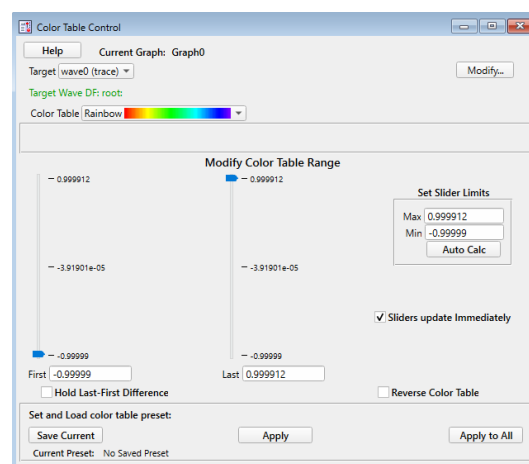 Color Table Control
Help Current Graph: Graph0
Target wave0 (trace) Modify...
Target Wave DF: root:
Color Table Rainbow
Modify Color Table Range
0.999912 0.999912
Set Slider Limits
Max 0.999912
Min -0.99999
Auto Calc
-3.91901e-05 -3.91901e-05
Sliders update Immediately
-0.99999 -0.99999
First -0.99999 Last 0.999912
Hold Last-First Difference Reverse Color Table
Set and Load color table preset:
Save Current Apply Apply to All
Current Preset: No Saved Preset